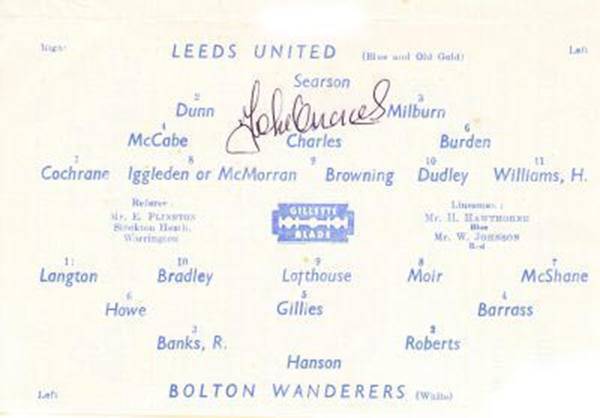 Right LEEDS UNITED (Blue and Old Gold) Left
Searson
2 3
Dunn Milburn
John Charles
4 6
McCabe Charles Burden
7 8 9 10 11
Cochrane Iggleden or McMorran Browning Dudley Williams, H.
Referee : Linesmen :
Mr. E. PLINSTON GILLETTE Mr. H. HAWTHORNE
Stockton Heath, BLADE Blue
Warrington Mr. W. JOHNSON
Red
11 10 9 8 7
Langton Bradley Lofthouse Moir McShane
6 5 4
Howe Gillies Barrass
3 2
Banks, R. Roberts
Hanson
Left BOLTON WANDERERS (White)